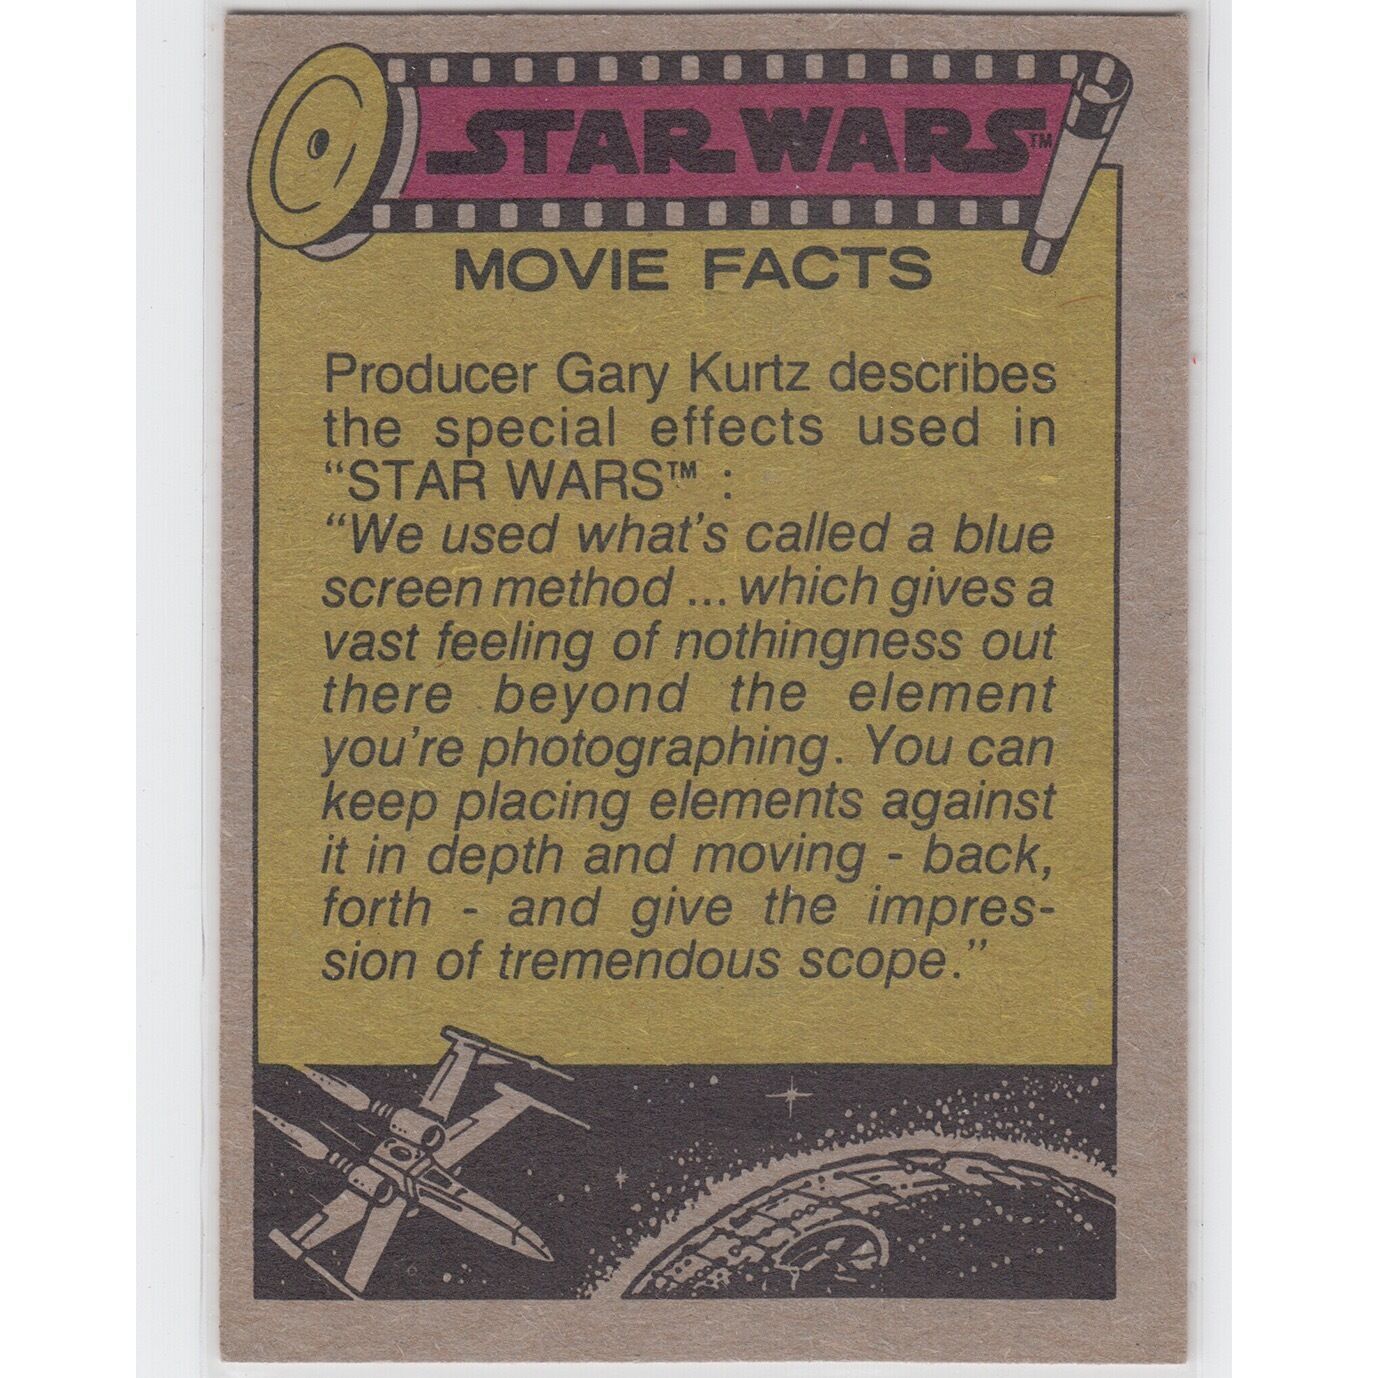 STAR WARS™
MOVIE FACTS
Producer Gary Kurtz describes
the special effects used in
“STAR WARS™ :
“We used what's called a blue
screen method ... which gives a
vast feeling of nothingness out
there beyond the element
you're photographing. You can
keep placing elements against
it in depth and moving - back,
forth - and give the impres-
sion of tremendous scope.”